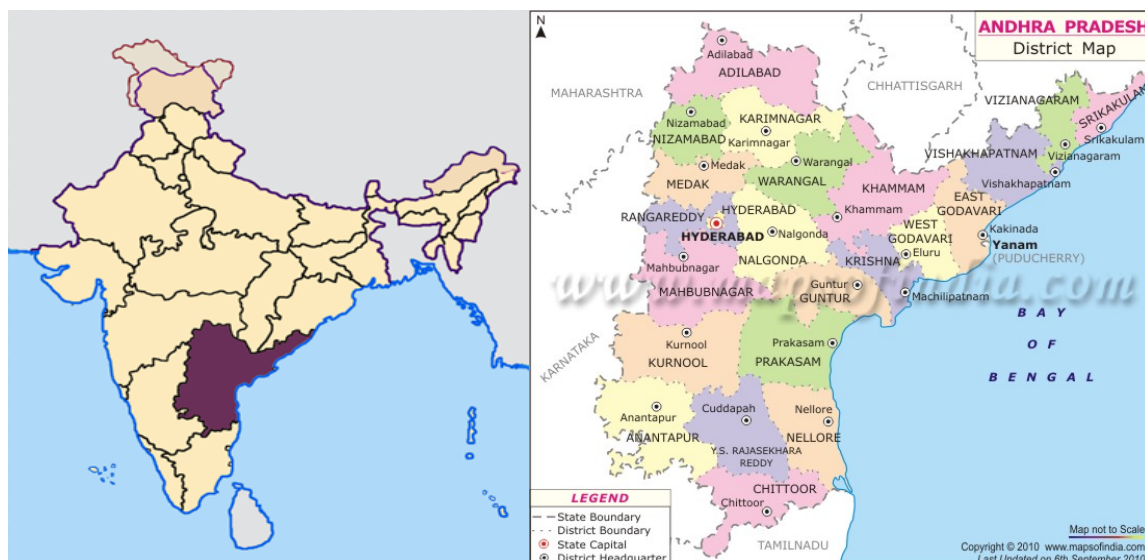 N
ANDHRA PRADESH
District Map
Adilabad
ADILABAD
MAHARASHTRA
CHHATTISGARH
VIZIANAGARAM
SRIKAKULAM
Srikakulam
Nizamabad
NIZAMABAD
KARIMNAGAR
Karimnagar
VISHAKHAPATNAM
Vizianagaram
Vishakhapatnam
Medak
MEDAK
Warangal
WARANGAL
KHAMMAM
Khammam
EAST
GODAVARI
RANGAREDDY
HYDERABAD
HYDERABAD
Nalgonda
NALGONDA
WEST
GODAVARI
Eluru
Kakinada
Yanam
(PUDUCHERRY)
Mahbubnagar
MAHBUBNAGAR
KRISHNA
Guntur
GUNTUR
Machilipatnam
www.mapsofindia.com
BAY
OF
BENGAL
KARNATAKA
Kurnool
KURNOOL
Prakasam
PRAKASAM
Anantapur
ANANTAPUR
Cuddapah
Y.S. RAJASEKHARA
REDDY
Nellore
NELLORE
CHITTOOR
Chittoor
TAMILNADU
LEGEND
State Boundary
District Boundary
State Capital
District Headquarter
Map not to Scale
Copyright © 2010 www.mapsofindia.com
Last Updated on 6th September 2010